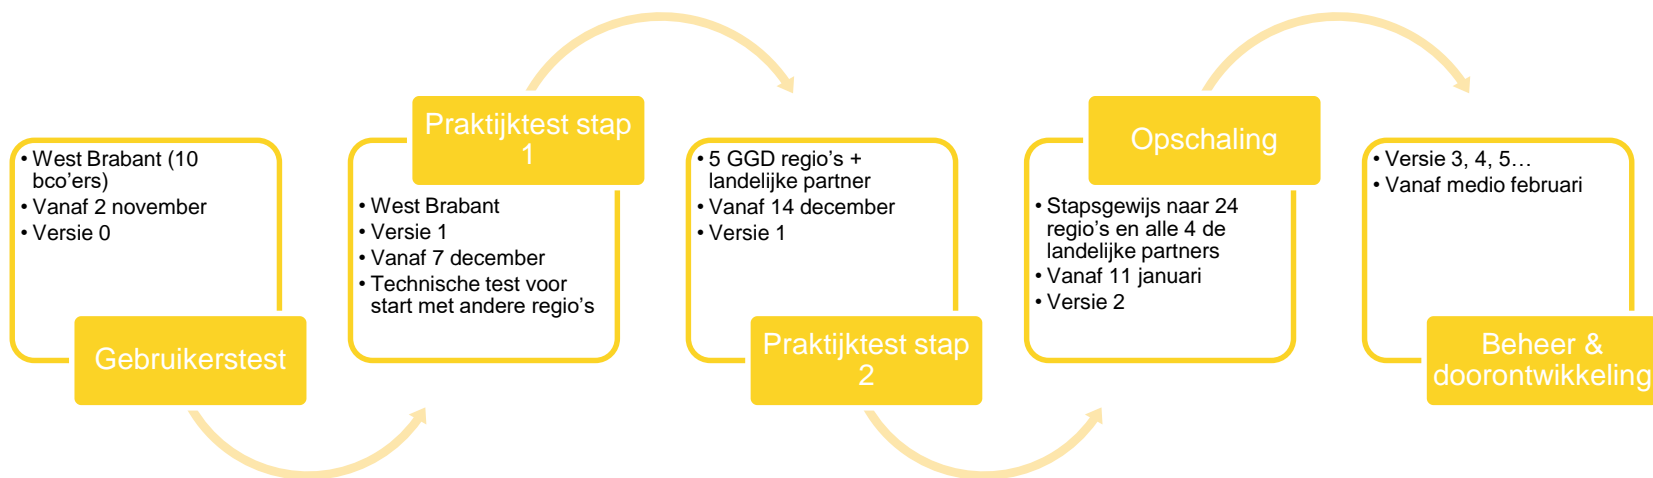 • West Brabant (10
bco’ers)
• Vanaf 2 november
• Versie 0
Gebruikerstest
Praktijktest stap
1
• West Brabant
• Versie 1
• Vanaf 7 december
• Technische test voor
start met andere regio’s
• 5 GGD regio’s +
landelijke partner
• Vanaf 14 december
• Versie 1
Praktijktest stap
2
Opschaling
• Stapsgewijs naar 24
regio’s en alle 4 de
landelijke partners
• Vanaf 11 januari
• Versie 2
• Versie 3, 4, 5…
• Vanaf medio februari
Beheer &
doorontwikkeling